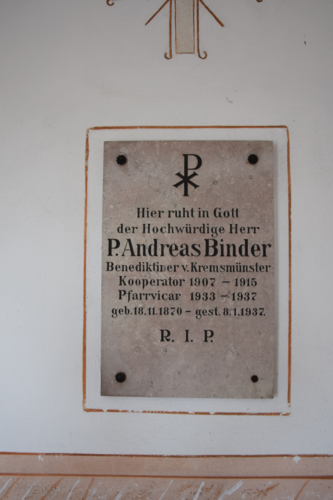 Hier ruht in Gott
der Hochwürdige Herr
P. Andreas Binder
Benediktiner v. Kremsmünster
Kooperator 1907 – 1915
Pfarrvicar 1933 – 1937
geb. 18.11.1870 – gest. 8.1.1937.
R. I. P.